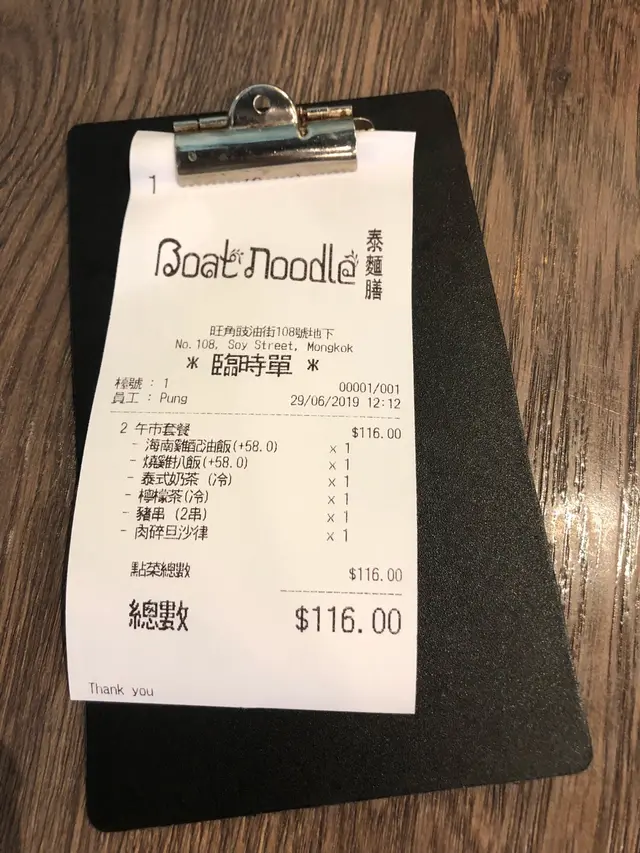 1
Boat Noodle 泰麵膳
旺角豉油街108號地下
No.108, Soy Street, Mongkok
* 臨時單 *
檯號 : 1 00001/001
員工 : Pung 29/06/2019 12:12
2 午市套餐 $116.00
- 海南雞配油飯(+58.0) x 1
- 燒雞扒飯(+58.0) x 1
- 泰式奶茶 (冷) x 1
- 檸檬茶(冷) x 1
- 豬串 (2串) x 1
- 肉碎旦沙律 x 1
點菜總數 $116.00
總數 $116.00
Thank you